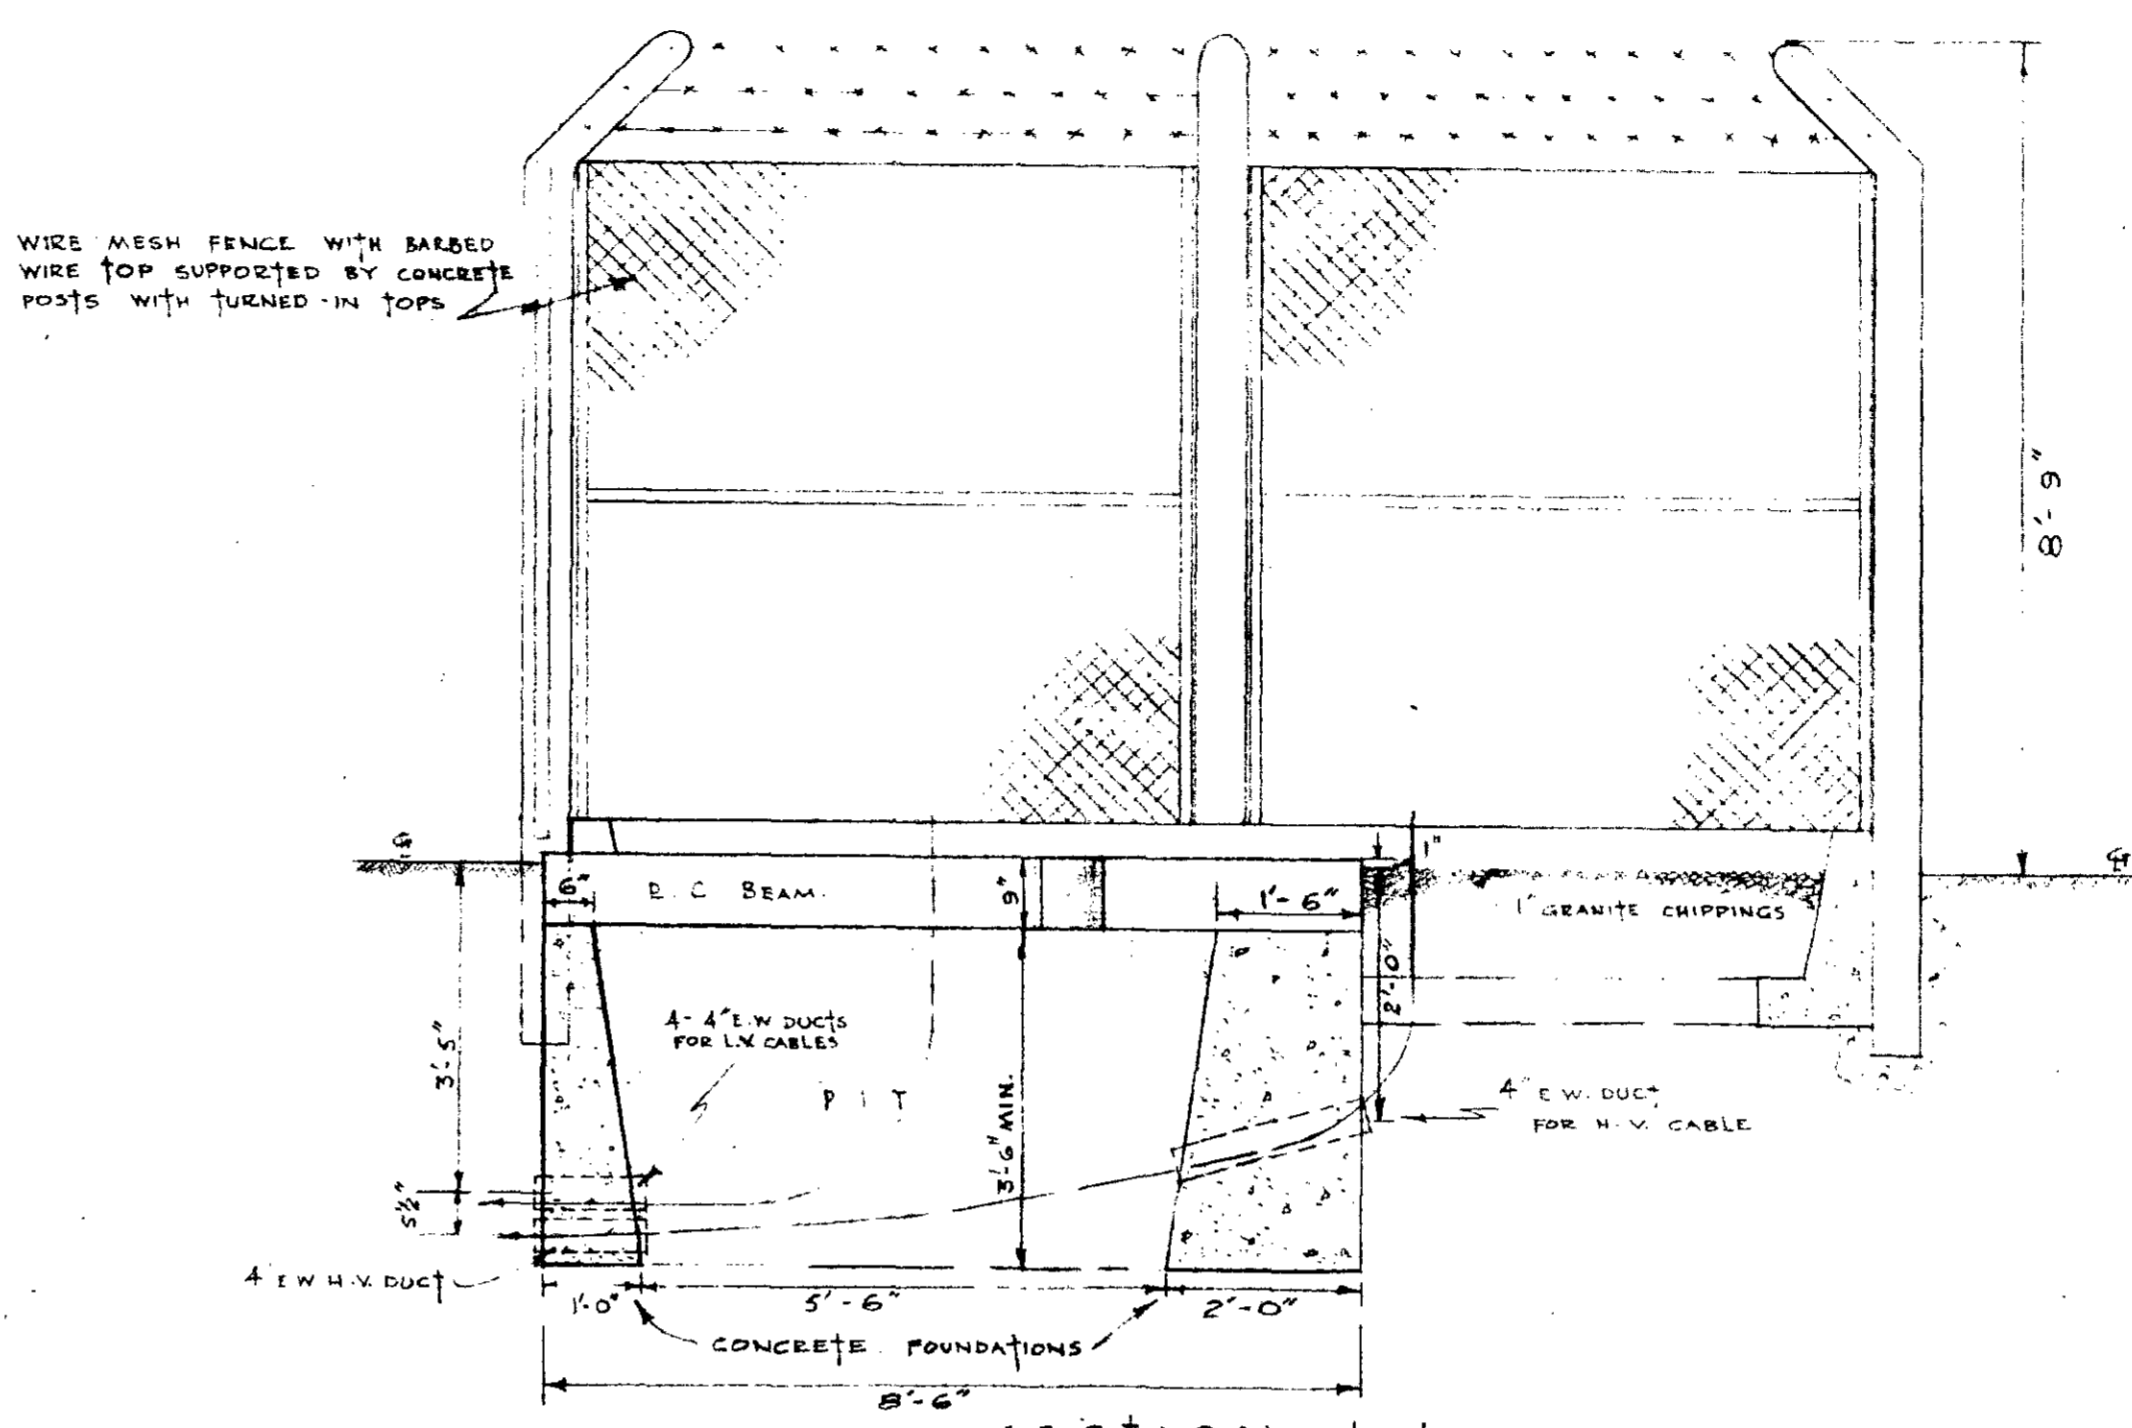 WIRE MESH FENCE WITH BARBED
WIRE TOP SUPPORTED BY CONCRETE
POSTS WITH TURNED-IN TOPS
8'-9"
6"
R.C BEAM.
9"
1'-6"
1"
1" GRANITE CHIPPINGS
2'-0"
3'-5"
4-4" E.W DUCTS
FOR L.V. CABLES
PIT
3'-6" MIN.
4" E W. DUCT
FOR H.V. CABLE
5½"
4" E W H.V. DUCT
1'-0"
5'-6"
2'-0"
CONCRETE FOUNDATIONS
8'-6"